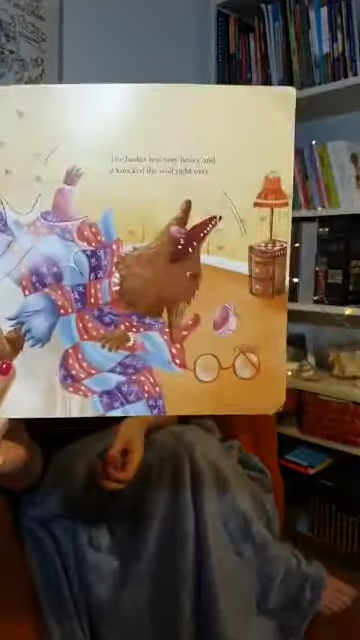 The basket was very heavy and
it knocked the wolf right over.